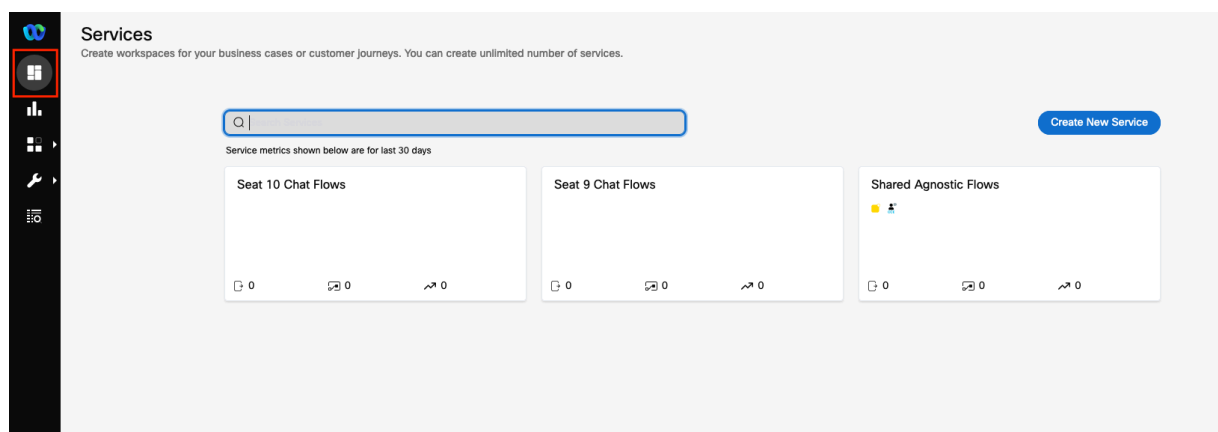 Services
Create workspaces for your business cases or customer journeys. You can create unlimited number of services.
Create New Service
Service metrics shown below are for last 30 days
Seat 10 Chat Flows
Seat 9 Chat Flows
Shared Agnostic Flows
0 0 0
0 0 0
0 0 0